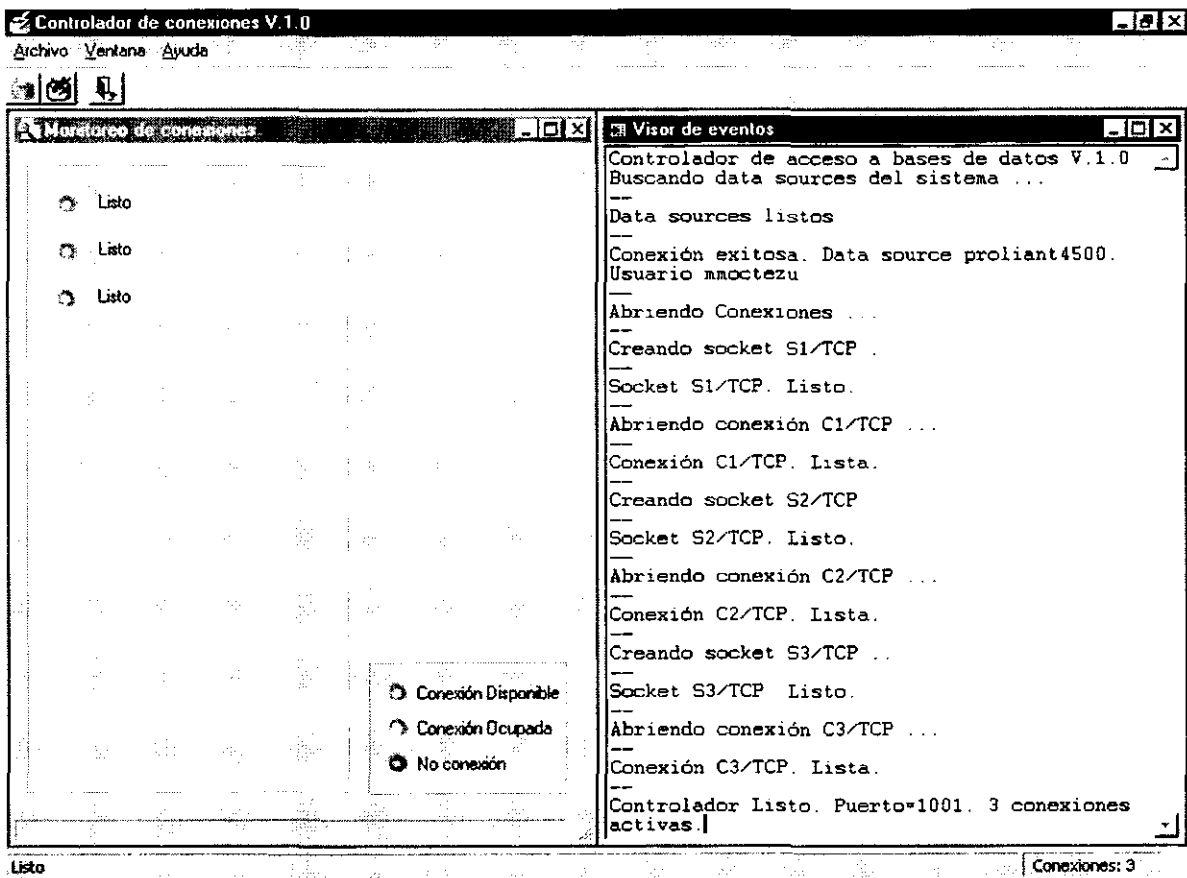 Controlador de conexiones V.1.0
Archivo Ventana Ayuda
Monitoreo de conexiones
Listo
Listo
Listo
Conexión Disponible
Conexión Ocupada
No conexión
Visor de eventos
Controlador de acceso a bases de datos V.1.0
Buscando data sources del sistema ...
--
Data sources listos
--
Conexión exitosa. Data source proliant4500.
Usuario mmoctezu
--
Abriendo Conexiones ...
--
Creando socket S1/TCP .
--
Socket S1/TCP. Listo.
--
Abriendo conexión C1/TCP ...
--
Conexión C1/TCP. Lista.
--
Creando socket S2/TCP
--
Socket S2/TCP. Listo.
--
Abriendo conexión C2/TCP ...
--
Conexión C2/TCP. Lista.
--
Creando socket S3/TCP ..
--
Socket S3/TCP Listo.
--
Abriendo conexión C3/TCP ...
--
Conexión C3/TCP. Lista.
--
Controlador Listo. Puerto=1001. 3 conexiones
activas.
Listo
Conexiones: 3